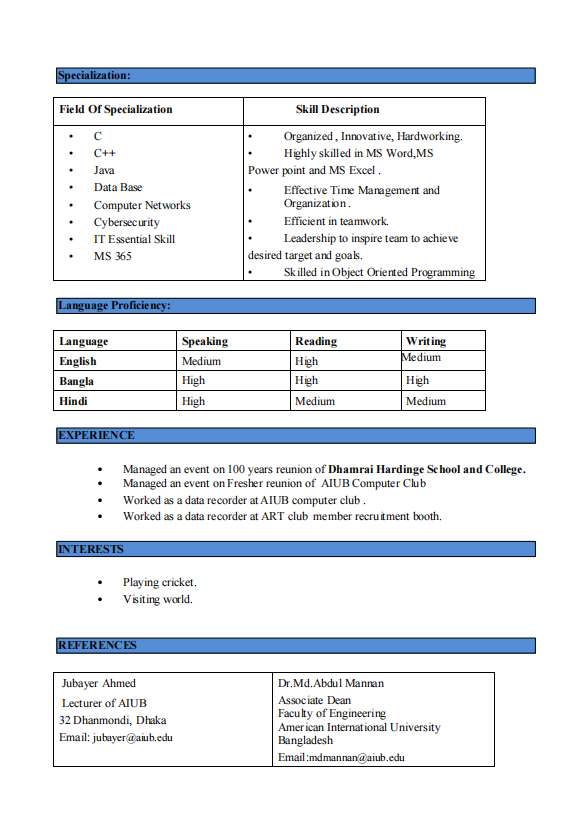 Specialization:
Field Of Specialization	Skill Description
• C
• C++
• Java
• Data Base
• Computer Networks
• Cybersecurity
• IT Essential Skill
• MS 365
• Organized , Innovative, Hardworking.
• Highly skilled in MS Word,MS
Power point and MS Excel .
• Effective Time Management and
Organization .
• Efficient in teamwork.
• Leadership to inspire team to achieve
desired target and goals.
• Skilled in Object Oriented Programming
Language Proficiency:
Language	Speaking	Reading	Writing
English	Medium	High	Medium
Bangla	High	High	High
Hindi	High	Medium	Medium
EXPERIENCE
• Managed an event on 100 years reunion of Dhamrai Hardinge School and College.
• Managed an event on Fresher reunion of AIUB Computer Club
• Worked as a data recorder at AIUB computer club .
• Worked as a data recorder at ART club member recruitment booth.
INTERESTS
• Playing cricket.
• Visiting world.
REFERENCES
Jubayer Ahmed
Lecturer of AIUB
32 Dhanmondi, Dhaka
Email: jubayer@aiub.edu
Dr.Md.Abdul Mannan
Associate Dean
Faculty of Engineering
American International University
Bangladesh
Email:mdmannan@aiub.edu